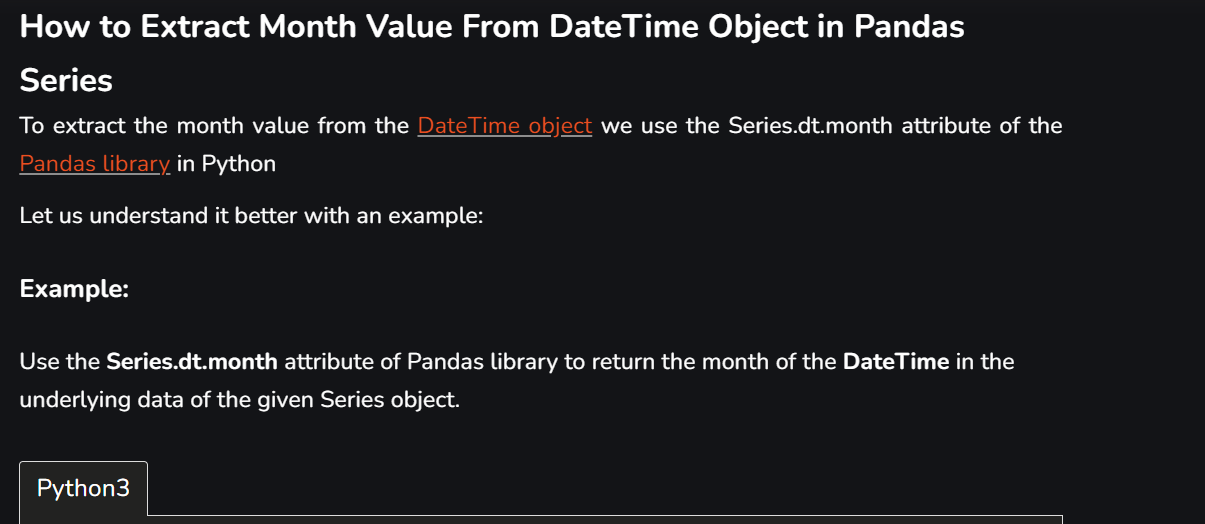 How to Extract Month Value From DateTime Object in Pandas
Series
To extract the month value from the DateTime object we use the Series.dt.month attribute of the
Pandas library in Python
Let us understand it better with an example:
Example:
Use the Series.dt.month attribute of Pandas library to return the month of the DateTime in the
underlying data of the given Series object.
Python3